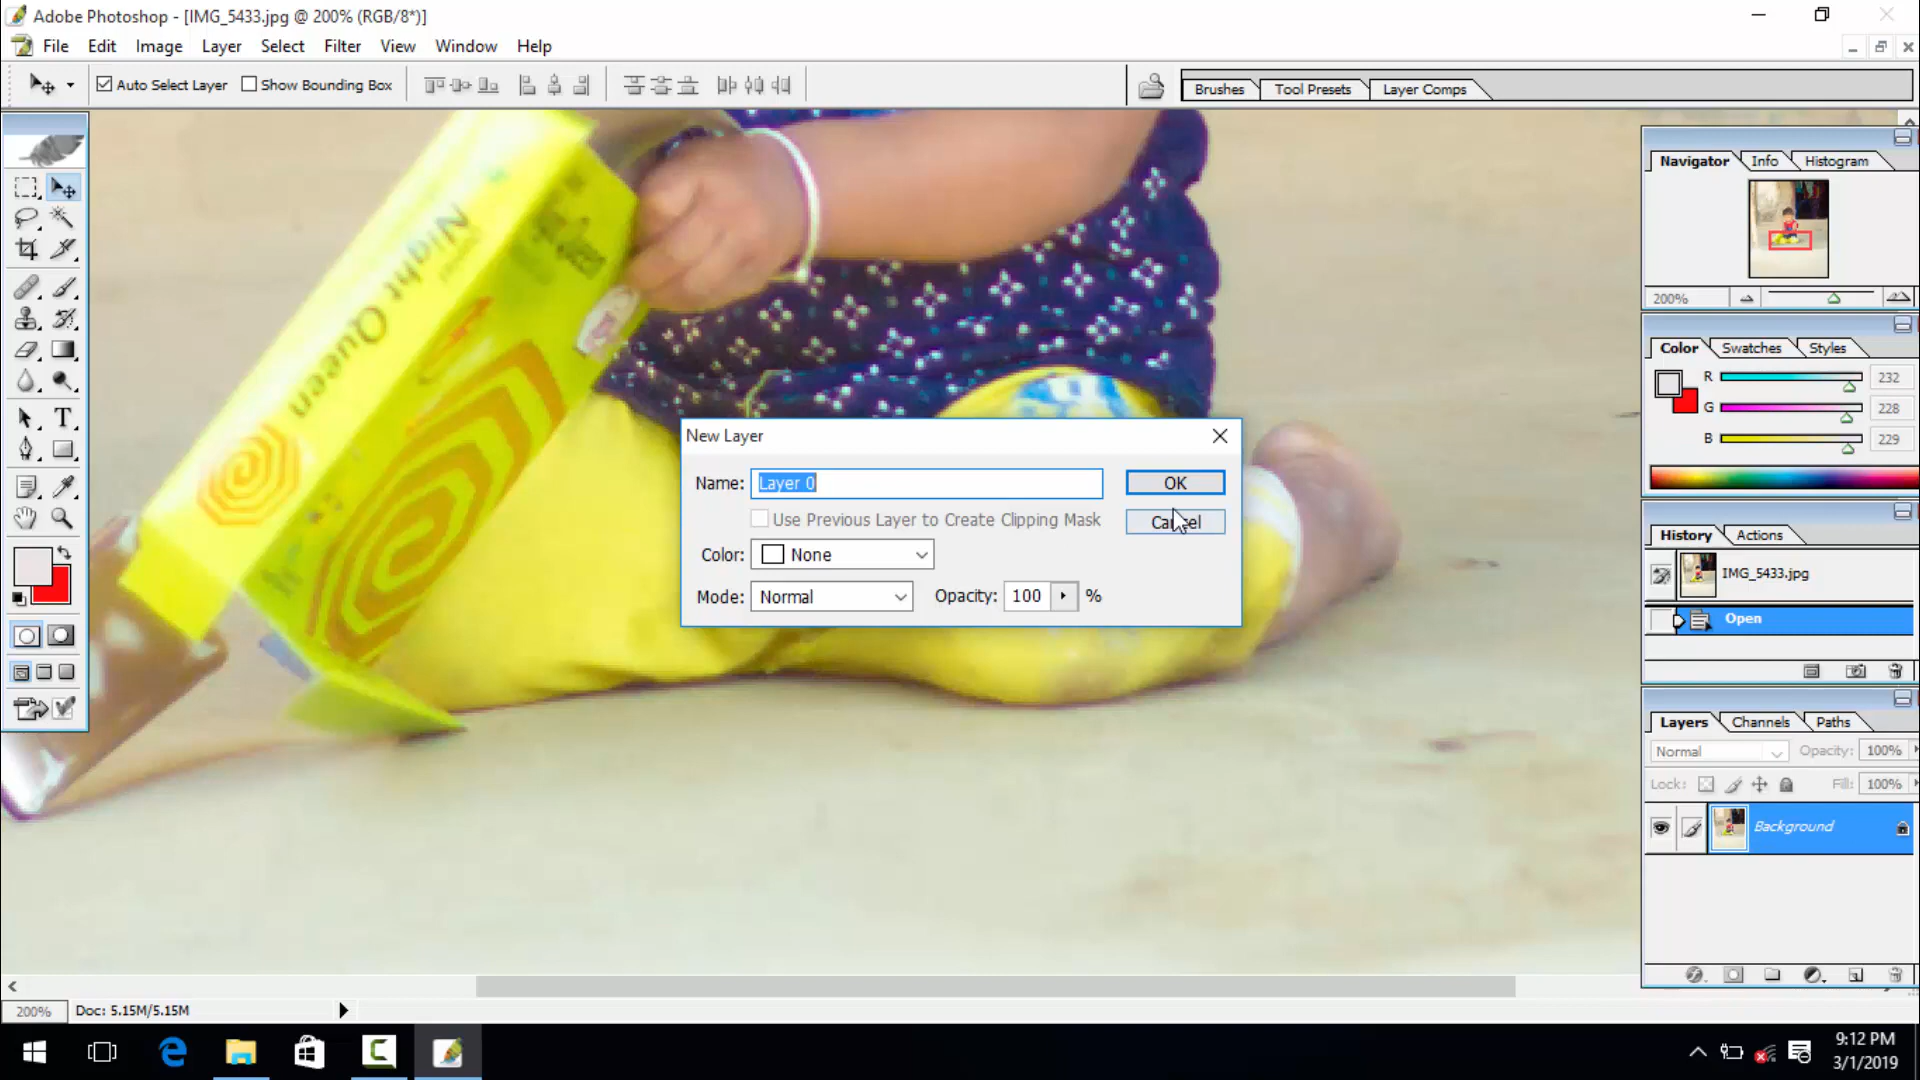 Adobe Photoshop - [IMG_5433.jpg @ 200% (RGB/8*)]
File Edit Image Layer Select Filter View Window Help
Auto Select Layer Show Bounding Box
Brushes Tool Presets Layer Comps
Navigator Info Histogram
200%
Color Swatches Styles
R 232
G 228
B 229
History Actions
IMG_5433.jpg
Open
Layers Channels Paths
Normal Opacity: 100%
Lock: Fill: 100%
Background
Night Queen
New Layer
Name: Layer 0 OK
Use Previous Layer to Create Clipping Mask Cancel
Color: None
Mode: Normal Opacity: 100 %
T
200% Doc: 5.15M/5.15M
9:12 PM
3/1/2019